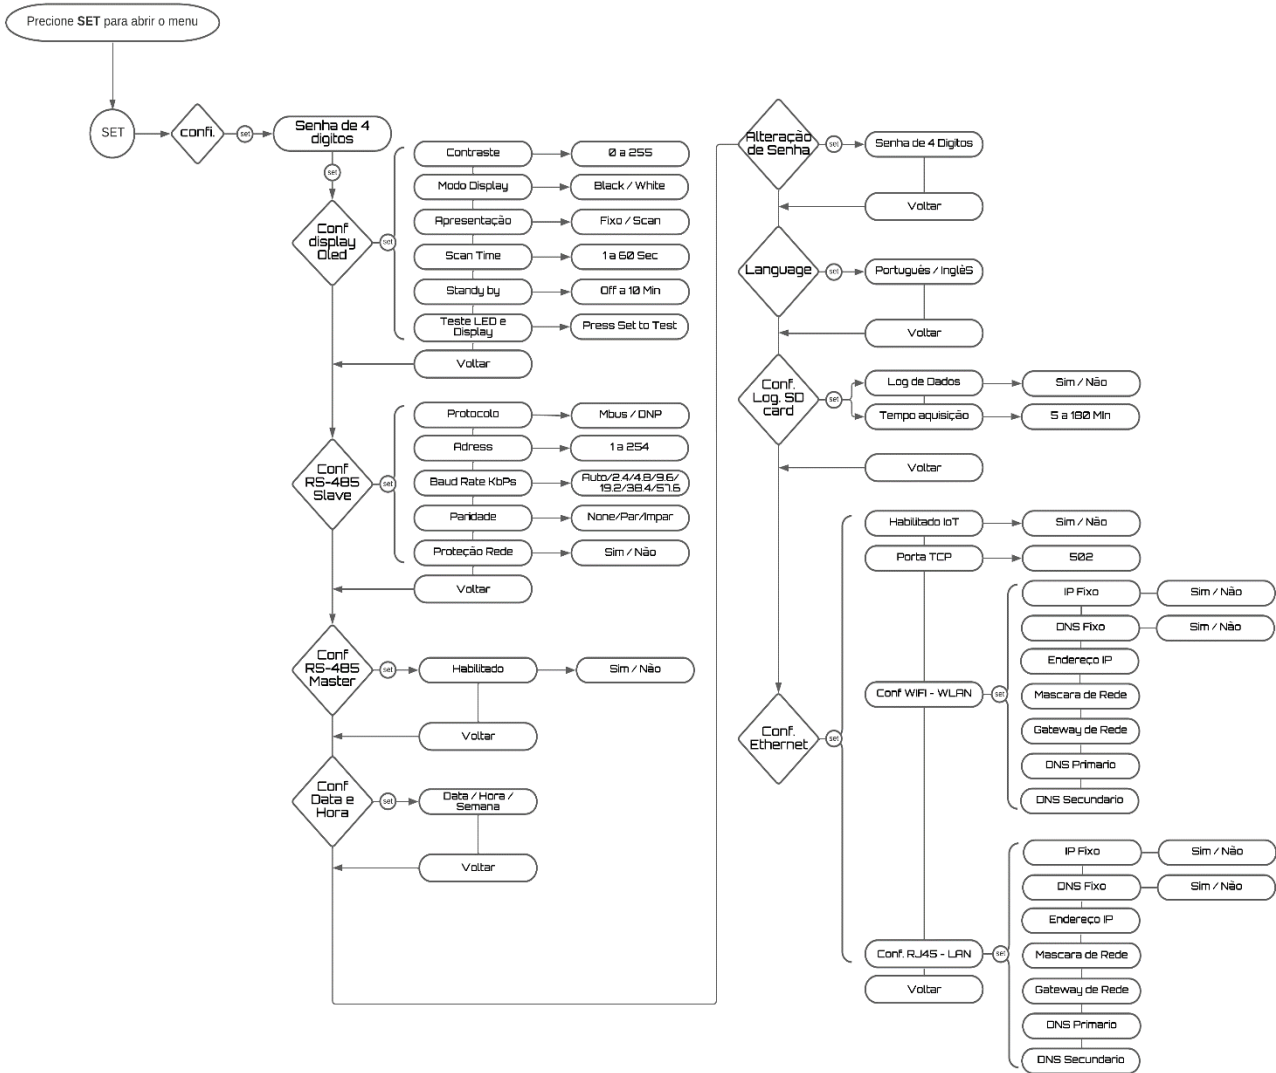 Precione SET para abrir o menu
SET
confi.
set
Senha de 4
digitos
set
Conf
display
Oled
set
Contraste
0 a 255
Modo Display
Black / White
Apresentação
Fixo / Scan
Scan Time
1 a 60 Sec
Standy by
Off a 10 Min
Teste LED e
Display
Press Set to Test
Voltar
Conf
RS-485
Slave
set
Protocolo
Mbus / DNP
Adress
1 a 254
Baud Rate KbPs
Auto/2.4/4.8/9.6/
19.2/38.4/57.6
Paridade
None/Par/Impar
Proteção Rede
Sim / Não
Voltar
Conf
RS-485
Master
set
Habilitado
Sim / Não
Voltar
Conf
Data e
Hora
set
Data / Hora /
Semana
Voltar
Alteração
de Senha
set
Senha de 4 Digitos
Voltar
Language
set
Português / InglêS
Voltar
Conf.
Log. SD
card
set
Log de Dados
Sim / Não
Tempo aquisição
5 a 180 MIn
Voltar
Conf.
Ethernet
set
Habilitado IoT
Sim / Não
Porta TCP
502
Conf WIFI - WLAN
set
IP Fixo
Sim / Não
DNS Fixo
Sim / Não
Endereço IP
Mascara de Rede
Gateway de Rede
DNS Primario
DNS Secundario
Conf. RJ45 - LAN
set
IP Fixo
Sim / Não
DNS Fixo
Sim / Não
Endereço IP
Mascara de Rede
Gateway de Rede
DNS Primario
DNS Secundario
Voltar